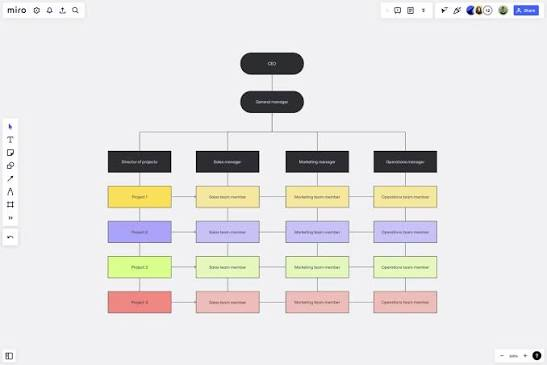 miro
+3
Share
CEO
General manager
Director of projects
Sales manager
Marketing manager
Operations manager
Project 1
Sales team member
Marketing team member
Operations team member
Project 2
Sales team member
Marketing team member
Operations team member
Project 3
Sales team member
Marketing team member
Operations team member
Project 4
Sales team member
Marketing team member
Operations team member
?